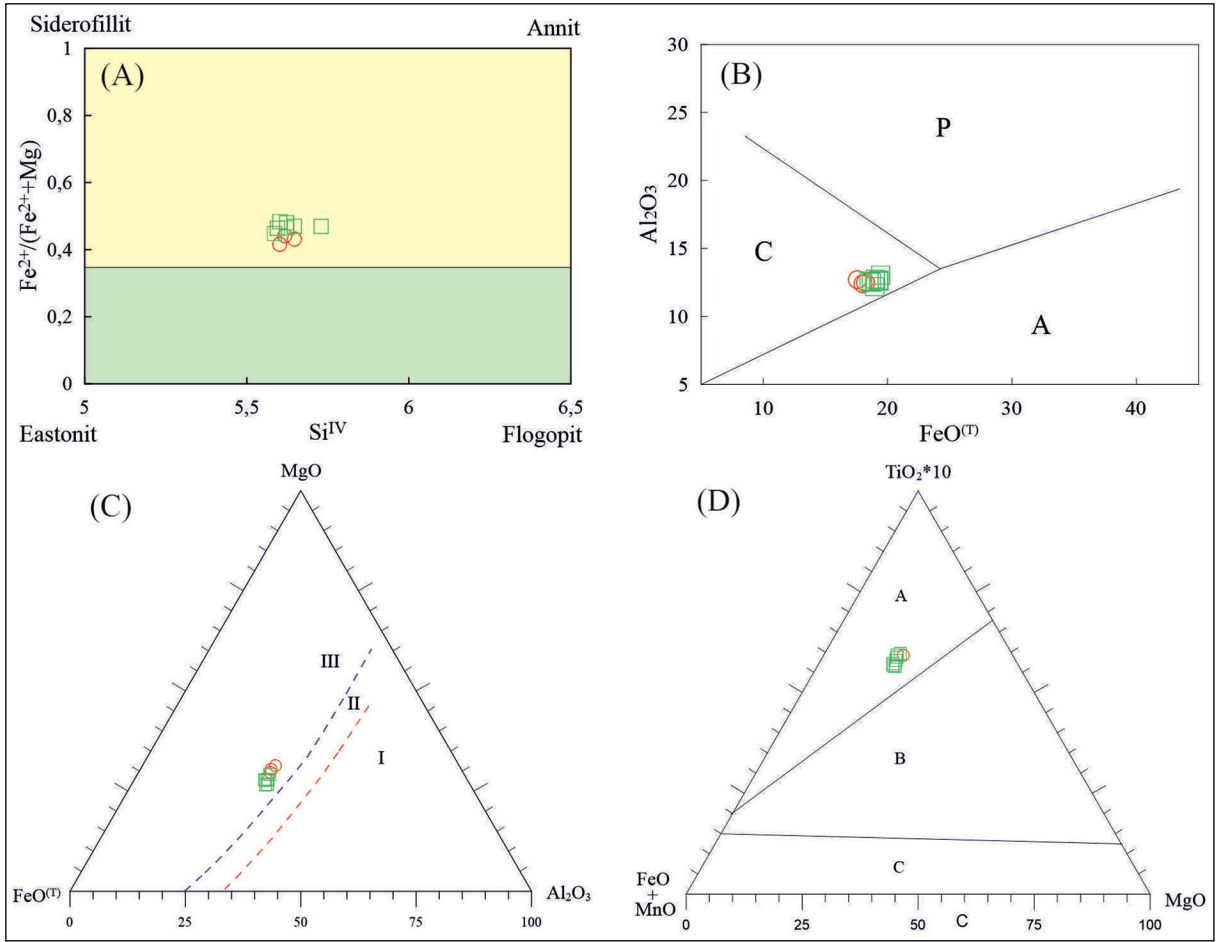 Siderofillit
Annit
(A)
1
0,8
0,6
0,4
0,2
0
Fe²⁺/(Fe²⁺+Mg)
5
5,5
6
6,5
Eastonit
Siᴵⱽ
Flogopit
(B)
30
25
20
15
10
5
Al₂O₃
P
C
A
10
20
30
40
FeO⁽ᵀ⁾
(C)
MgO
III
II
I
FeO⁽ᵀ⁾
Al₂O₃
0
25
50
75
100
(D)
TiO₂*10
A
B
C
FeO
+
MnO
MgO
0
25
50
C
75
100